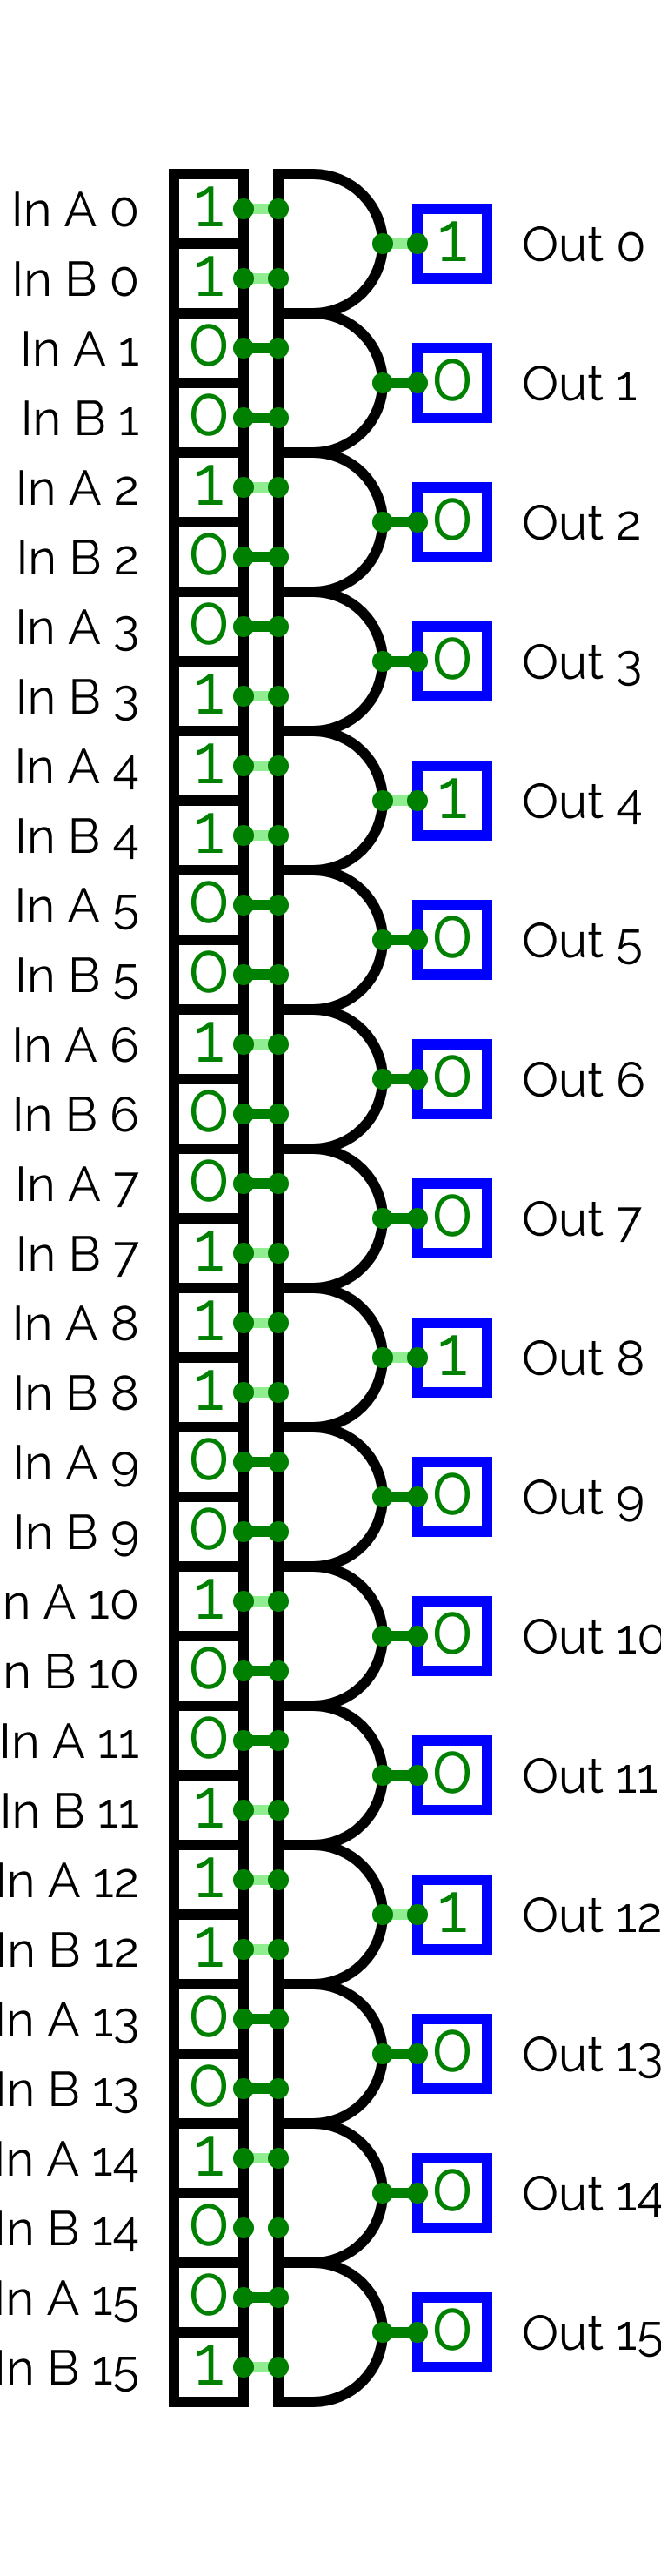 In A 0 1
1 Out 0
In B 0 1
In A 1 0
0 Out 1
In B 1 0
In A 2 1
0 Out 2
In B 2 0
In A 3 0
0 Out 3
In B 3 1
In A 4 1
1 Out 4
In B 4 1
In A 5 0
0 Out 5
In B 5 0
In A 6 1
0 Out 6
In B 6 0
In A 7 0
0 Out 7
In B 7 1
In A 8 1
1 Out 8
In B 8 1
In A 9 0
0 Out 9
In B 9 0
n A 10 1
0 Out 10
n B 10 0
In A 11 0
0 Out 11
In B 11 1
In A 12 1
1 Out 12
In B 12 1
In A 13 0
0 Out 13
In B 13 0
In A 14 1
0 Out 14
In B 14 0
In A 15 0
0 Out 15
In B 15 1